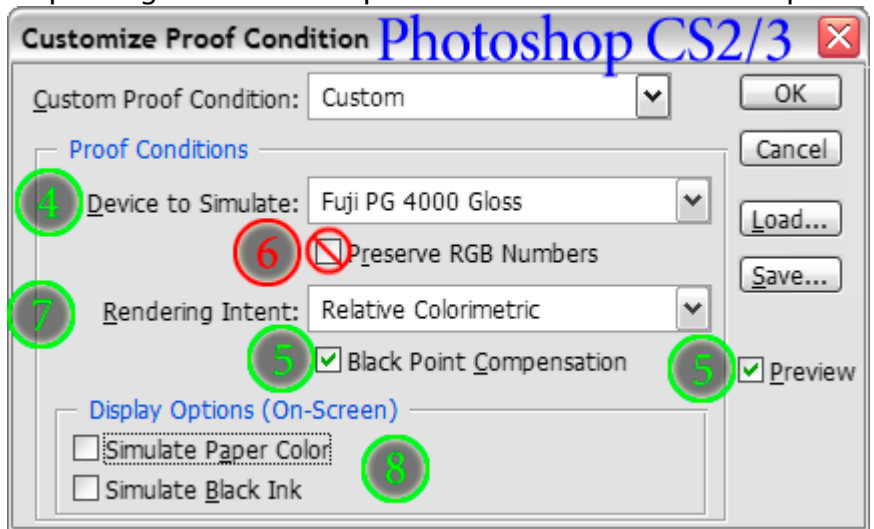 Customize Proof Condition Photoshop CS2/3
Custom Proof Condition: Custom
OK
Proof Conditions
Cancel
4 Device to Simulate: Fuji PG 4000 Gloss
Load...
6 Preserve RGB Numbers
Save...
7 Rendering Intent: Relative Colorimetric
5 Black Point Compensation
5 Preview
Display Options (On-Screen)
Simulate Paper Color
8
Simulate Black Ink